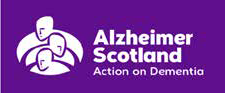 Alzheimer
Scotland
Action on Dementia